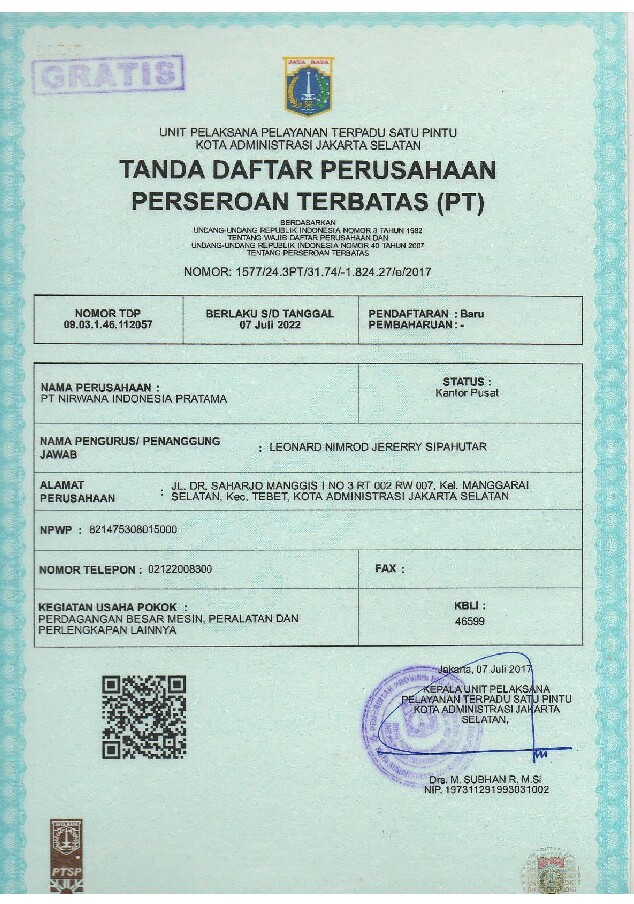 GRATIS
JAYA RAYA
UNIT PELAKSANA PELAYANAN TERPADU SATU PINTU
KOTA ADMINISTRASI JAKARTA SELATAN
TANDA DAFTAR PERUSAHAAN
PERSEROAN TERBATAS (PT)
BERDASARKAN
UNDANG-UNDANG REPUBLIK INDONESIA NOMOR 3 TAHUN 1982
TENTANG WAJIB DAFTAR PERUSAHAAN DAN
UNDANG-UNDANG REPUBLIK INDONESIA NOMOR 40 TAHUN 2007
TENTANG PERSEROAN TERBATAS
NOMOR: 1577/24.3PT/31.74/-1.824.27/e/2017
NOMOR TDP
09.03.1.46.112057
BERLAKU S/D TANGGAL
07 Juli 2022
PENDAFTARAN : Baru
PEMBAHARUAN : -
NAMA PERUSAHAAN :
PT NIRWANA INDONESIA PRATAMA
STATUS :
Kantor Pusat
NAMA PENGURUS/ PENANGGUNG JAWAB : LEONARD NIMROD JERERRY SIPAHUTAR
ALAMAT PERUSAHAAN : JL. DR. SAHARJO MANGGIS I NO 3 RT 002 RW 007, Kel. MANGGARAI
SELATAN, Kec. TEBET, KOTA ADMINISTRASI JAKARTA SELATAN
NPWP : 821475308015000
NOMOR TELEPON : 02122008300
FAX :
KEGIATAN USAHA POKOK :
PERDAGANGAN BESAR MESIN, PERALATAN DAN
PERLENGKAPAN LAINNYA
KBLI :
46599
Jakarta, 07 Juli 2017
KEPALA UNIT PELAKSANA
PELAYANAN TERPADU SATU PINTU
KOTA ADMINISTRASI JAKARTA
SELATAN,
Drs. M. SUBHAN R, M.Si
NIP. 197311291993031002
PTSP